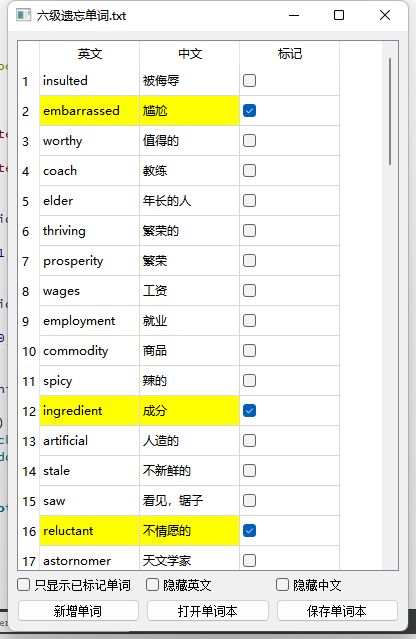 六级遗忘单词.txt
英文 中文 标记
1 insulted 被侮辱
2 embarrassed 尴尬
3 worthy 值得的
4 coach 教练
5 elder 年长的人
6 thriving 繁荣的
7 prosperity 繁荣
8 wages 工资
9 employment 就业
10 commodity 商品
11 spicy 辣的
12 ingredient 成分
13 artificial 人造的
14 stale 不新鲜的
15 saw 看见，锯子
16 reluctant 不情愿的
17 astornomer 天文学家
只显示已标记单词 隐藏英文 隐藏中文
新增单词 打开单词本 保存单词本